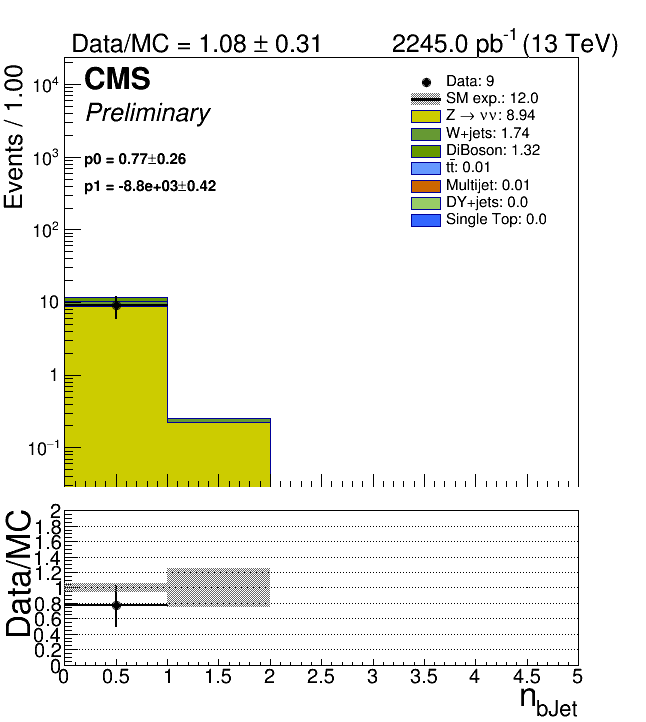 Data/MC = 1.08 ± 0.31 2245.0 pb⁻¹ (13 TeV)
CMS
Preliminary
p0 = 0.77±0.26
p1 = -8.8e+03±0.42
Data: 9
SM exp.: 12.0
Z → νν: 8.94
W+jets: 1.74
DiBoson: 1.32
tt̄: 0.01
Multijet: 0.01
DY+jets: 0.0
Single Top: 0.0
Events / 1.00
10⁴
10³
10²
10
1
10⁻¹
Data/MC
2
1.8
1.6
1.4
1.2
1
0.8
0.6
0.4
0.2
0
0 0.5 1 1.5 2 2.5 3 3.5 4 4.5 5
n_bJet